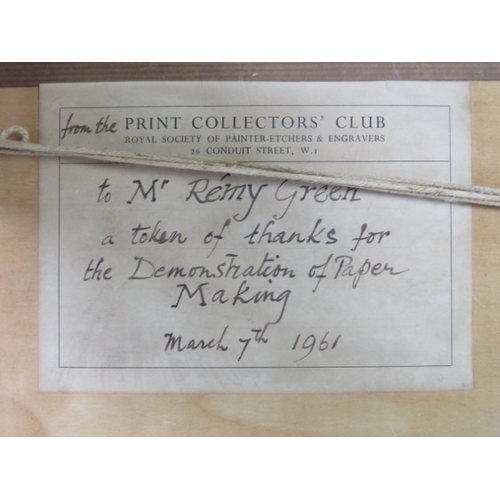 from the PRINT COLLECTORS' CLUB
ROYAL SOCIETY OF PAINTER-ETCHERS & ENGRAVERS
26 CONDUIT STREET, W.1
to Mr Rémy Green
a token of thanks for
the Demonstration of Paper
Making
March 7th 1961